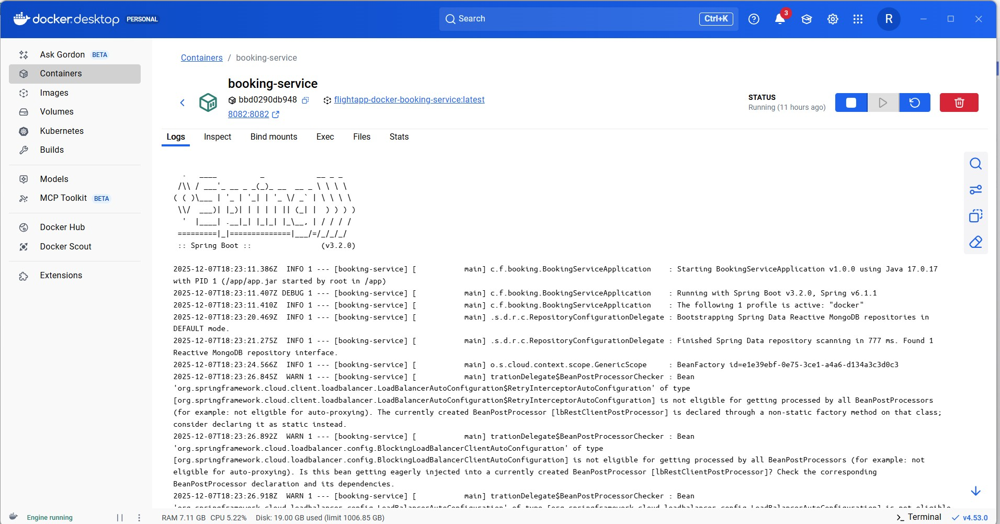 docker.desktop PERSONAL
Search
Ctrl+K
3
R
Ask Gordon BETA
Containers
Images
Volumes
Kubernetes
Builds
Models
MCP Toolkit BETA
Docker Hub
Docker Scout
Extensions
Containers / booking-service
booking-service
bbd0290db948 flightapp-docker-booking-service:latest
8082:8082
STATUS
Running (11 hours ago)
Logs Inspect Bind mounts Exec Files Stats
  .   ____          _            __ _ _
 /\\ / ___'_ __ _ _(_)_ __  __ _ \ \ \ \
( ( )\___ | '_ | '_| | '_ \/ _` | \ \ \ \
 \\/  ___)| |_)| | | | | || (_| |  ) ) ) )
  '  |____| .__|_| |_|_| |_\__, | / / / /
 =========|_|==============|___/=/_/_/_/
 :: Spring Boot ::                (v3.2.0)
2025-12-07T18:23:11.386Z  INFO 1 --- [booking-service] [           main] c.f.booking.BookingServiceApplication    : Starting BookingServiceApplication v1.0.0 using Java 17.0.17
with PID 1 (/app/app.jar started by root in /app)
2025-12-07T18:23:11.407Z DEBUG 1 --- [booking-service] [           main] c.f.booking.BookingServiceApplication    : Running with Spring Boot v3.2.0, Spring v6.1.1
2025-12-07T18:23:11.410Z  INFO 1 --- [booking-service] [           main] c.f.booking.BookingServiceApplication    : The following 1 profile is active: "docker"
2025-12-07T18:23:20.469Z  INFO 1 --- [booking-service] [           main] .s.d.r.c.RepositoryConfigurationDelegate : Bootstrapping Spring Data Reactive MongoDB repositories in
DEFAULT mode.
2025-12-07T18:23:21.275Z  INFO 1 --- [booking-service] [           main] .s.d.r.c.RepositoryConfigurationDelegate : Finished Spring Data repository scanning in 777 ms. Found 1
Reactive MongoDB repository interface.
2025-12-07T18:23:24.566Z  INFO 1 --- [booking-service] [           main] o.s.cloud.context.scope.GenericScope     : BeanFactory id=e1e39ebf-0e75-3ce1-a4a6-d134a3c3d0c3
2025-12-07T18:23:26.845Z  WARN 1 --- [booking-service] [           main] trationDelegate$BeanPostProcessorChecker : Bean
'org.springframework.cloud.client.loadbalancer.LoadBalancerAutoConfiguration$RetryInterceptorAutoConfiguration' of type
[org.springframework.cloud.client.loadbalancer.LoadBalancerAutoConfiguration$RetryInterceptorAutoConfiguration] is not eligible for getting processed by all BeanPostProcessors
(for example: not eligible for auto-proxying). The currently created BeanPostProcessor [lbRestClientPostProcessor] is declared through a non-static factory method on that class;
consider declaring it as static instead.
2025-12-07T18:23:26.892Z  WARN 1 --- [booking-service] [           main] trationDelegate$BeanPostProcessorChecker : Bean
'org.springframework.cloud.loadbalancer.config.BlockingLoadBalancerClientAutoConfiguration' of type
[org.springframework.cloud.loadbalancer.config.BlockingLoadBalancerClientAutoConfiguration] is not eligible for getting processed by all BeanPostProcessors (for example: not
eligible for auto-proxying). Is this bean getting eagerly injected into a currently created BeanPostProcessor [lbRestClientPostProcessor]? Check the corresponding
BeanPostProcessor declaration and its dependencies.
2025-12-07T18:23:26.918Z  WARN 1 --- [booking-service] [           main] trationDelegate$BeanPostProcessorChecker : Bean
'org.springframework.cloud.loadbalancer.config.LoadBalancerAutoConfiguration' of type [org.springframework.cloud.loadbalancer.config.LoadBalancerAutoConfiguration] is not eligible
Engine running
RAM 7.11 GB CPU 5.22% Disk: 19.00 GB used (limit 1006.85 GB)
>_ Terminal
v4.53.0